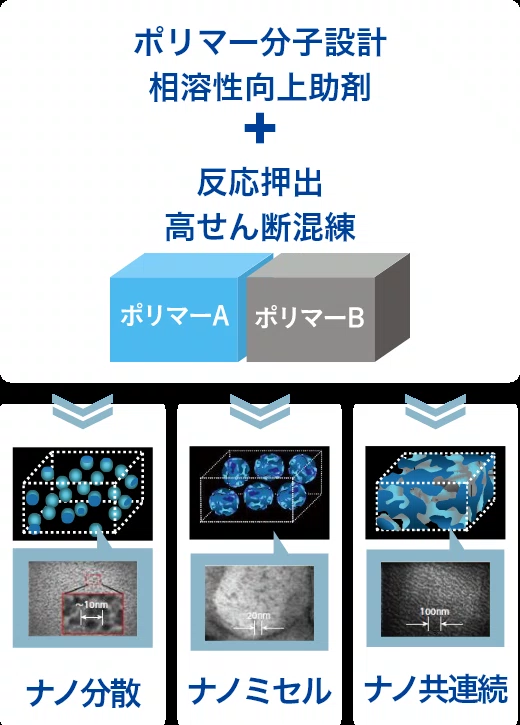 ポリマー分子設計
相溶性向上助剤
+
反応押出
高せん断混練
ポリマーA
ポリマーB
~10nm
20nm
100nm
ナノ分散
ナノミセル
ナノ共連続